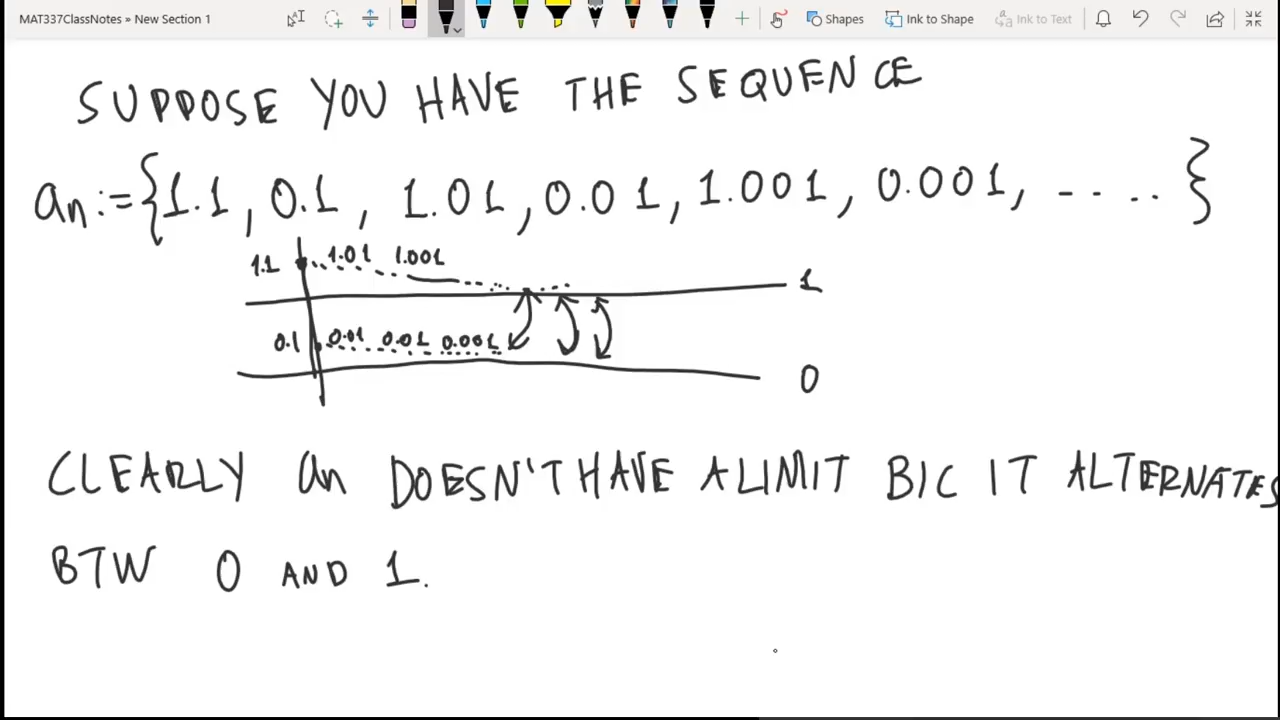 MAT337ClassNotes » New Section 1
Shapes
Ink to Shape
Ink to Text
SUPPOSE YOU HAVE THE SEQUENCE
an:={1.1, 0.1, 1.01, 0.01, 1.001, 0.001, ......}
1.1 1.01 1.001
1
0.1 0.01 0.01 0.001
0
CLEARLY an DOESN'T HAVE A LIMIT B/C IT ALTERNATES
BTW 0 AND 1.